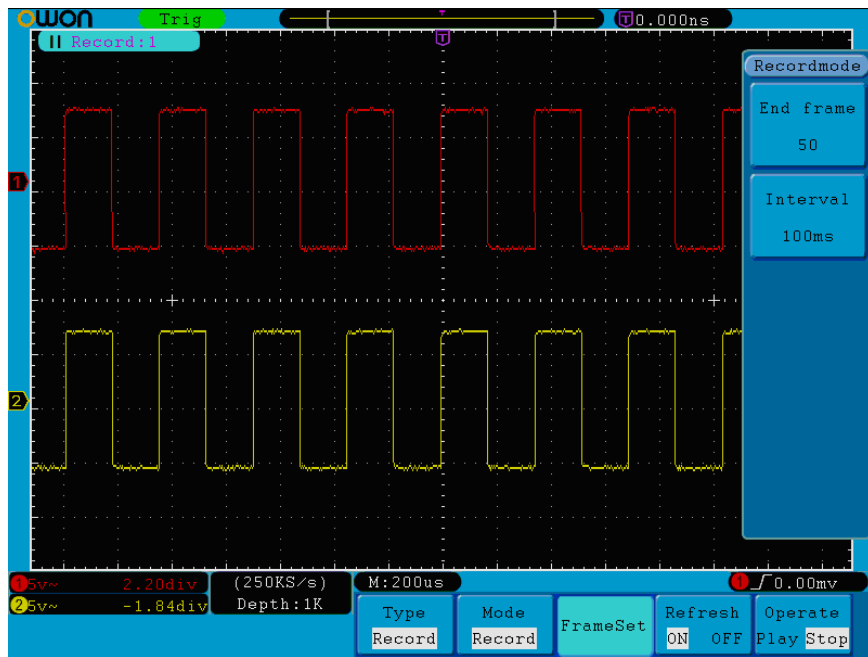 OWON Trig T 0.000ns
Record:1 T
Recordmode
End frame
50
Interval
100ms
1
2
1 5v~ 2.20div (250KS/s) M:200us 1 0.00mv
2 5v~ -1.84div Depth:1K
Type Mode FrameSet Refresh Operate
Record Record ON OFF Play Stop